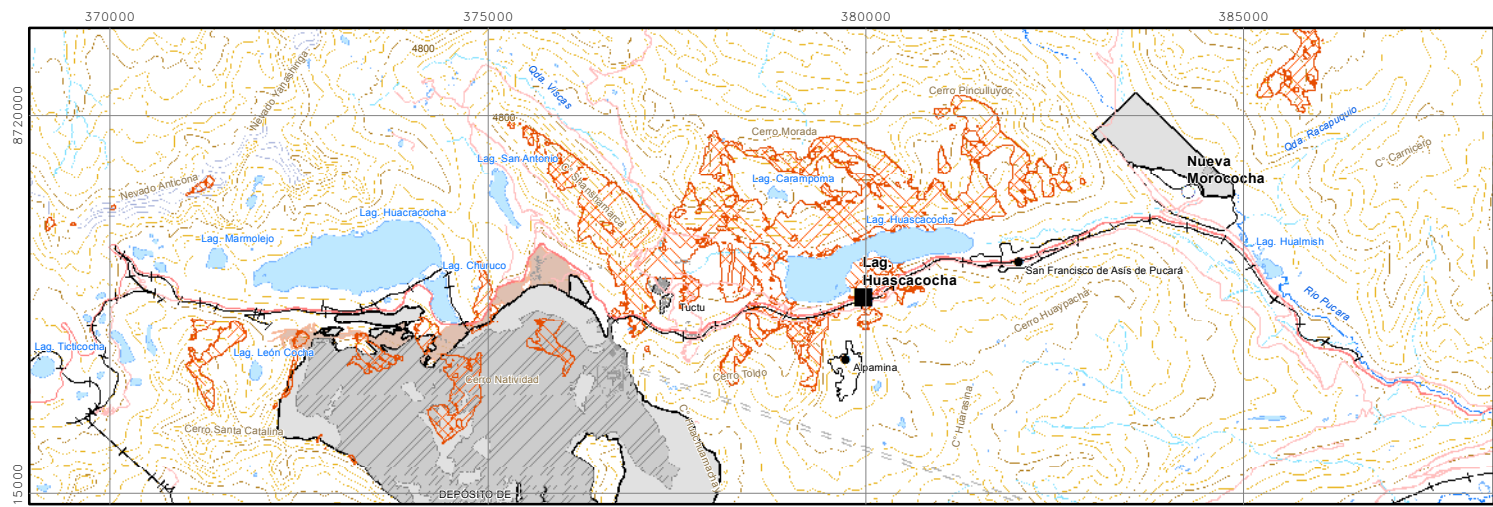 370000
375000
380000
385000
8720000
15000
4800
4800
Nevado Yanashinga
Qda. Viscas
Cerro Pinculluyoc
Cerro Morada
Qda. Racapuquio
C° Carnicero
Nueva
Morococha
Lag. San Antonio
Nevado Anticona
Lag. Carampoma
C° Shanshamarca
Lag. Huacracocha
Lag. Huascacocha
Lag. Marmolejo
Lag. Hualmish
Lag. Churuco
Lag.
Huascacocha
San Francisco de Asís de Pucará
Río Pucara
Tuctu
Cerro Huaypacha
Lag. Ticticocha
Lag. León Cocha
Alpamina
Cerro Toldo
Cerro Natividad
C° Huarasina
Cerro Santa Catalina
DEPÓSITO DE